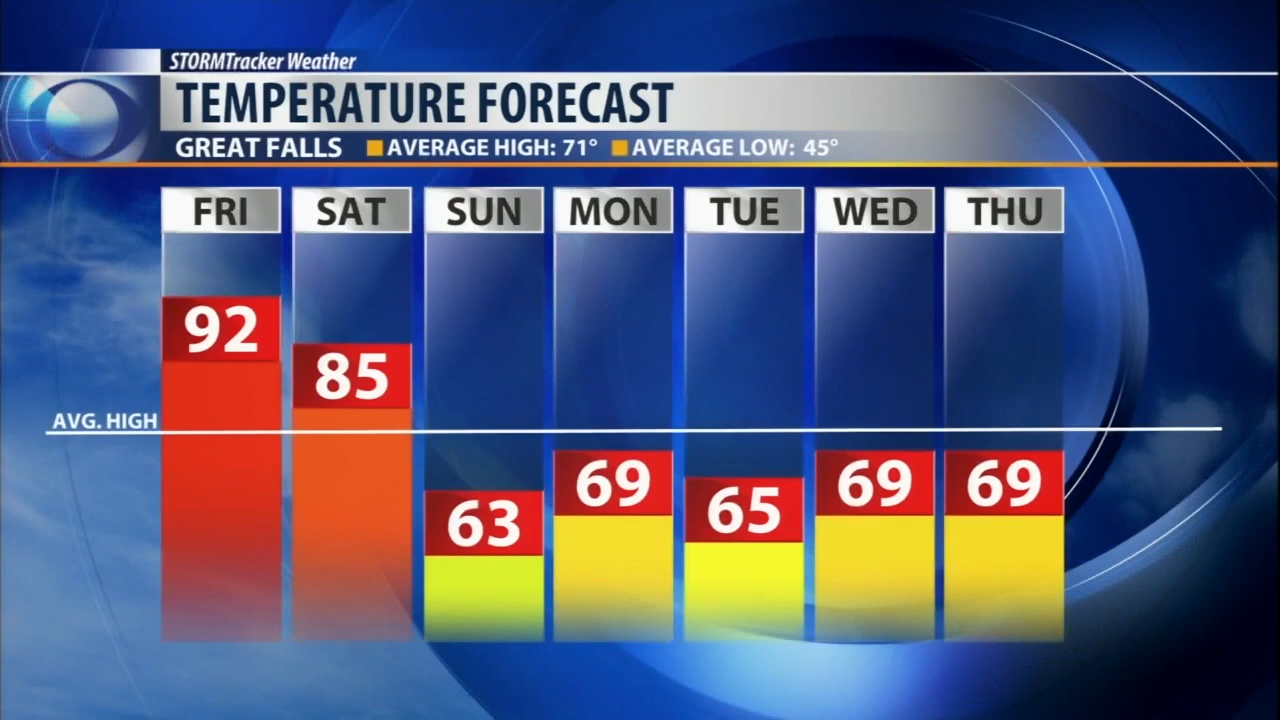 STORMTracker Weather
TEMPERATURE FORECAST
GREAT FALLS AVERAGE HIGH: 71° AVERAGE LOW: 45°
FRI SAT SUN MON TUE WED THU
92
85
AVG. HIGH
63 69 65 69 69